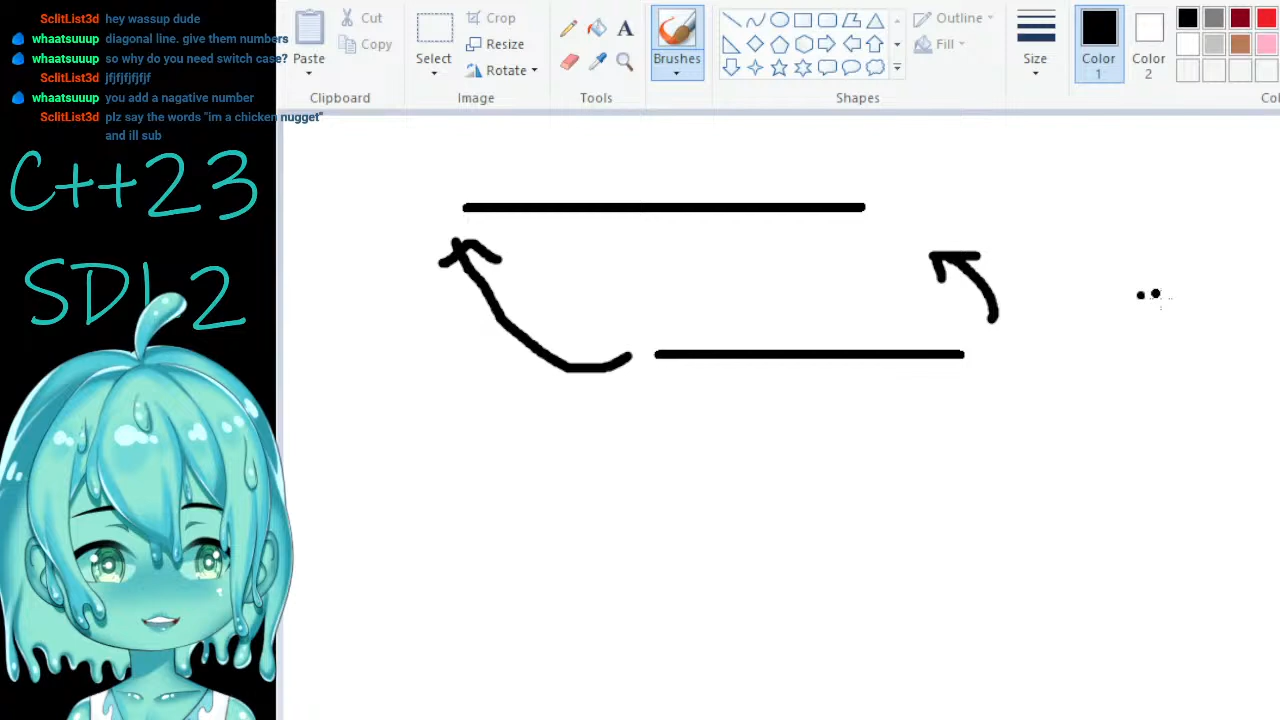 SclitList3d hey wassup dude
whaatsuuup diagonal line. give them numbers
whaatsuuup so why do you need switch case?
SclitList3d jfjfjfjfjfjf
whaatsuuup you add a nagative number
SclitList3d plz say the words "im a chicken nugget"
and ill sub
C++23
SDL2
Paste
Cut
Copy
Clipboard
Select
Crop
Resize
Rotate
Image
A
Tools
Brushes
Outline
Fill
Shapes
Size
Color
1
Color
2
Col